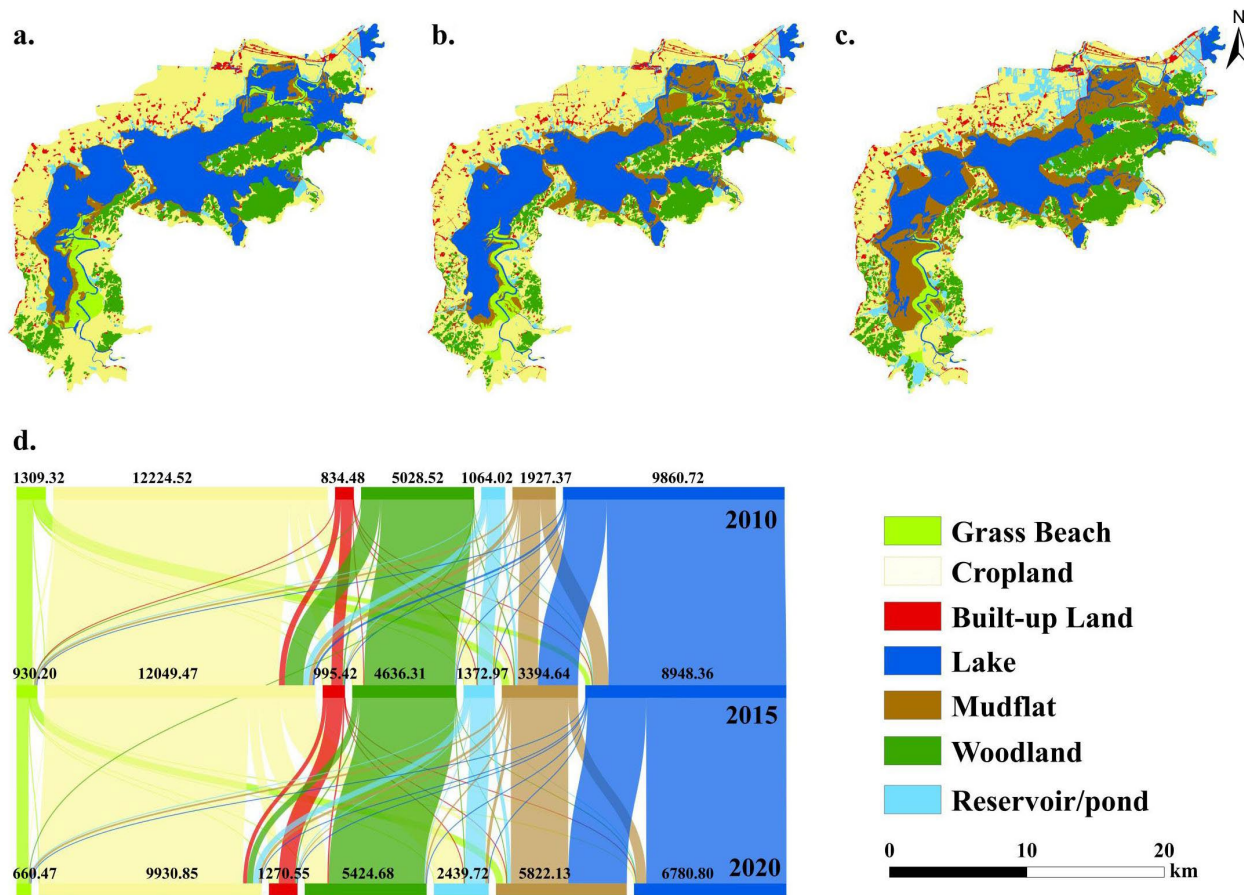 a.
b.
c.
N
d.
1309.32 12224.52 834.48 5028.52 1064.02 1927.37 9860.72
2010
930.20 12049.47 995.42 4636.31 1372.97 3394.64 8948.36
2015
660.47 9930.85 1270.55 5424.68 2439.72 5822.13 6780.80
2020
Grass Beach
Cropland
Built-up Land
Lake
Mudflat
Woodland
Reservoir/pond
0 10 20
km